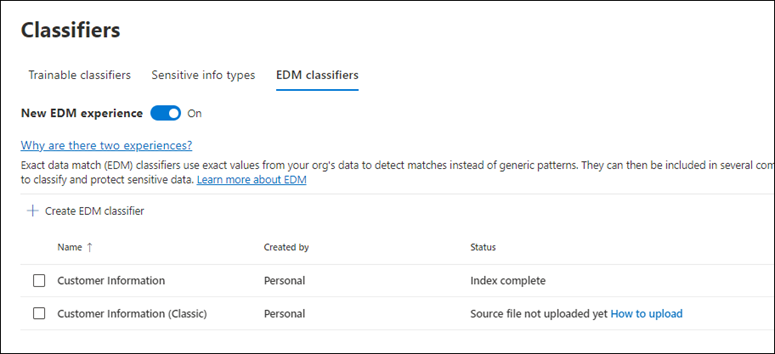 Classifiers
Trainable classifiers Sensitive info types EDM classifiers
New EDM experience On
Why are there two experiences?
Exact data match (EDM) classifiers use exact values from your org's data to detect matches instead of generic patterns. They can then be included in several com
to classify and protect sensitive data. Learn more about EDM
+ Create EDM classifier
Name ↑ Created by Status
Customer Information Personal Index complete
Customer Information (Classic) Personal Source file not uploaded yet How to upload